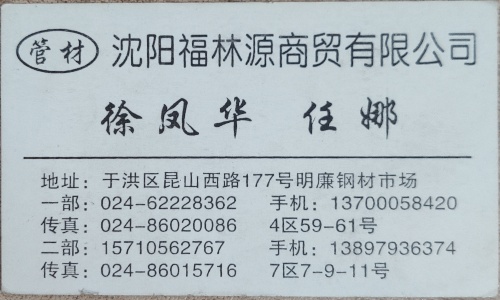 管材 沈阳福林源商贸有限公司
徐凤华 任娜
地址：于洪区昆山西路177号明廉钢材市场
一部：024-62228362 手机：13700058420
传真：024-86020086 4区59-61号
二部：15710562767 手机：13897936374
传真：024-86015716 7区7-9-11号